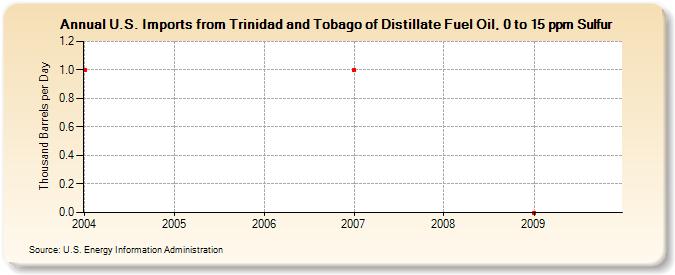 Annual U.S. Imports from Trinidad and Tobago of Distillate Fuel Oil, 0 to 15 ppm Sulfur
Thousand Barrels per Day
1.2
1.0
0.8
0.6
0.4
0.2
0.0
2004 2005 2006 2007 2008 2009
Source: U.S. Energy Information Administration